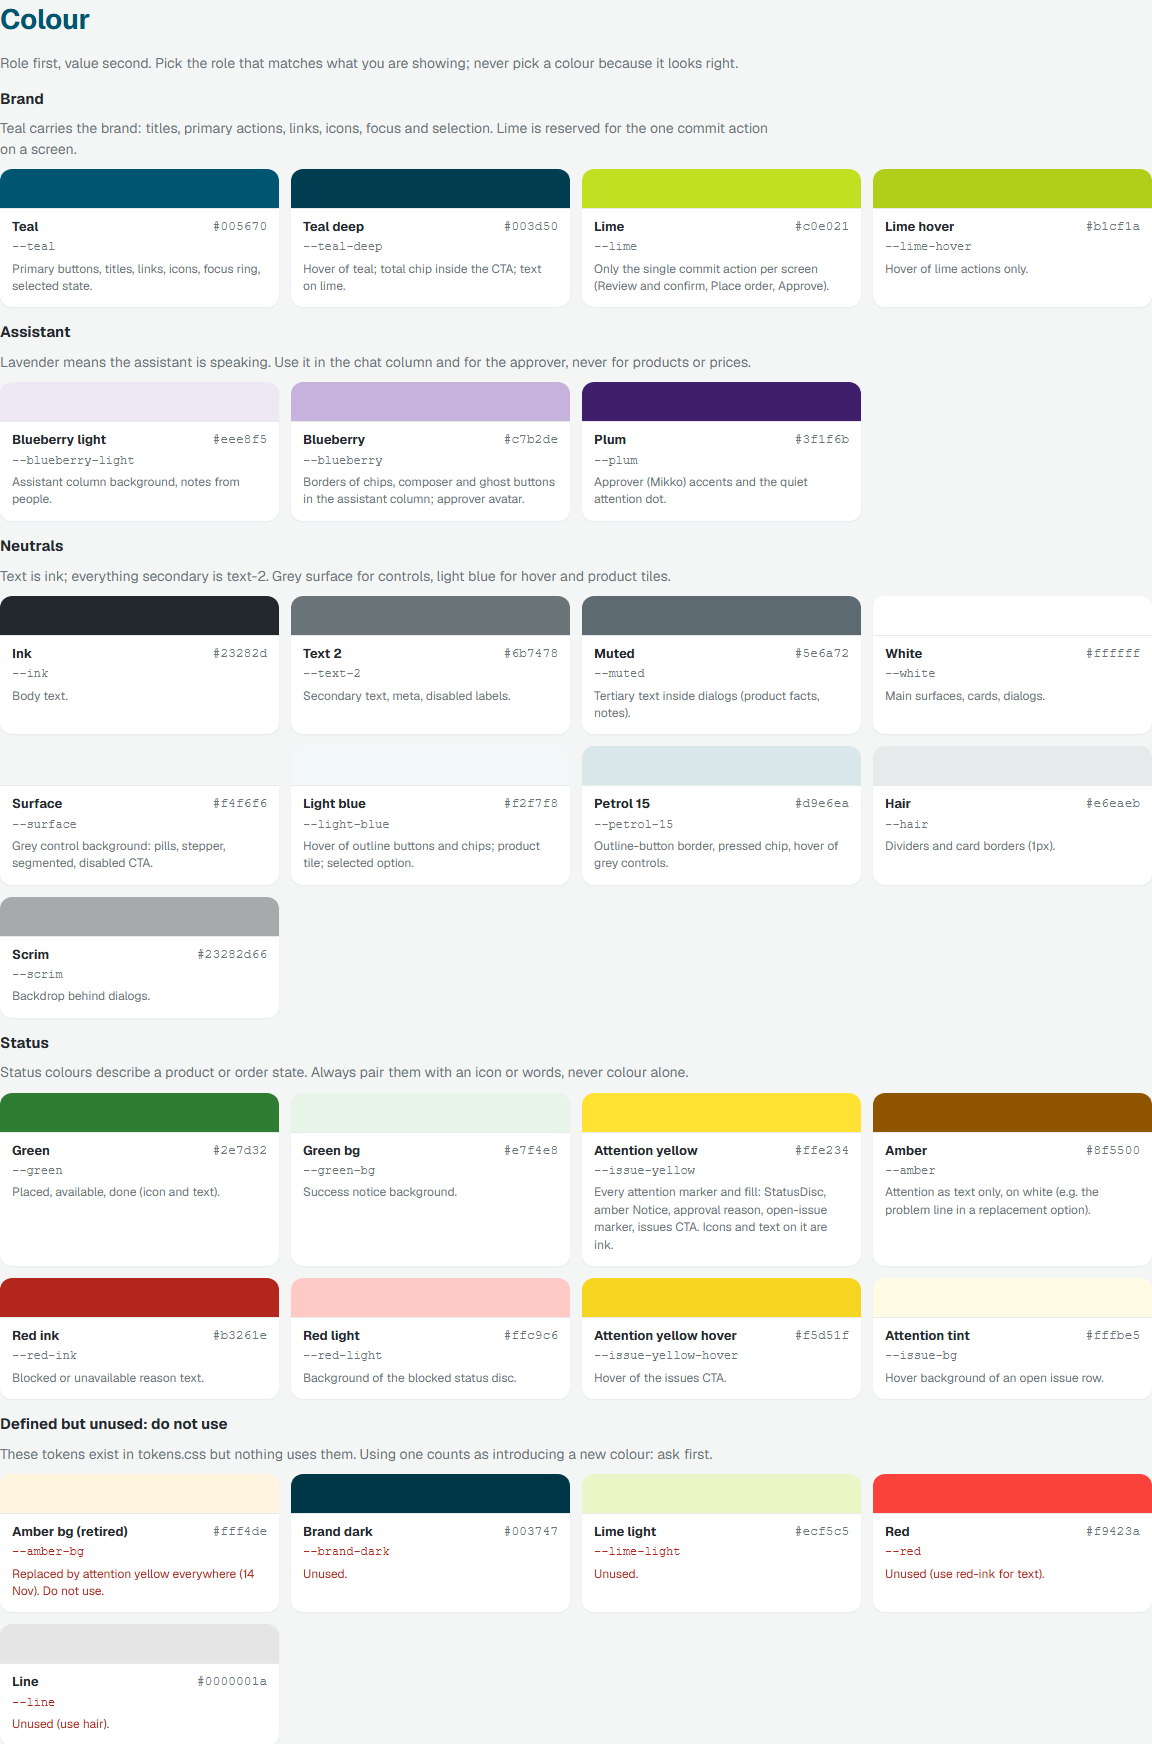 Colour
Role first, value second. Pick the role that matches what you are showing; never pick a colour because it looks right.
Brand
Teal carries the brand: titles, primary actions, links, icons, focus and selection. Lime is reserved for the one commit action
on a screen.
Teal #005670
--teal
Primary buttons, titles, links, icons, focus ring,
selected state.
Teal deep #003d50
--teal-deep
Hover of teal; total chip inside the CTA; text
on lime.
Lime #c0e021
--lime
Only the single commit action per screen
(Review and confirm, Place order, Approve).
Lime hover #b1cf1a
--lime-hover
Hover of lime actions only.
Assistant
Lavender means the assistant is speaking. Use it in the chat column and for the approver, never for products or prices.
Blueberry light #eee8f5
--blueberry-light
Assistant column background, notes from
people.
Blueberry #c7b2de
--blueberry
Borders of chips, composer and ghost buttons
in the assistant column; approver avatar.
Plum #3f1f6b
--plum
Approver (Mikko) accents and the quiet
attention dot.
Neutrals
Text is ink; everything secondary is text-2. Grey surface for controls, light blue for hover and product tiles.
Ink #23282d
--ink
Body text.
Text 2 #6b7478
--text-2
Secondary text, meta, disabled labels.
Muted #5e6a72
--muted
Tertiary text inside dialogs (product facts,
notes).
White #ffffff
--white
Main surfaces, cards, dialogs.
Surface #f4f6f6
--surface
Grey control background: pills, stepper,
segmented, disabled CTA.
Light blue #f2f7f8
--light-blue
Hover of outline buttons and chips; product
tile; selected option.
Petrol 15 #d9e6ea
--petrol-15
Outline-button border, pressed chip, hover of
grey controls.
Hair #e6eaeb
--hair
Dividers and card borders (1px).
Scrim #23282d66
--scrim
Backdrop behind dialogs.
Status
Status colours describe a product or order state. Always pair them with an icon or words, never colour alone.
Green #2e7d32
--green
Placed, available, done (icon and text).
Green bg #e7f4e8
--green-bg
Success notice background.
Attention yellow #ffe234
--issue-yellow
Every attention marker and fill: StatusDisc,
amber Notice, approval reason, open-issue
marker, issues CTA. Icons and text on it are
ink.
Amber #8f5500
--amber
Attention as text only, on white (e.g. the
problem line in a replacement option).
Red ink #b3261e
--red-ink
Blocked or unavailable reason text.
Red light #ffc9c6
--red-light
Background of the blocked status disc.
Attention yellow hover #f5d51f
--issue-yellow-hover
Hover of the issues CTA.
Attention tint #fffbe5
--issue-bg
Hover background of an open issue row.
Defined but unused: do not use
These tokens exist in tokens.css but nothing uses them. Using one counts as introducing a new colour: ask first.
Amber bg (retired) #fff4de
--amber-bg
Replaced by attention yellow everywhere (14
Nov). Do not use.
Brand dark #003747
--brand-dark
Unused.
Lime light #ecf5c5
--lime-light
Unused.
Red #f9423a
--red
Unused (use red-ink for text).
Line #0000001a
--line
Unused (use hair).